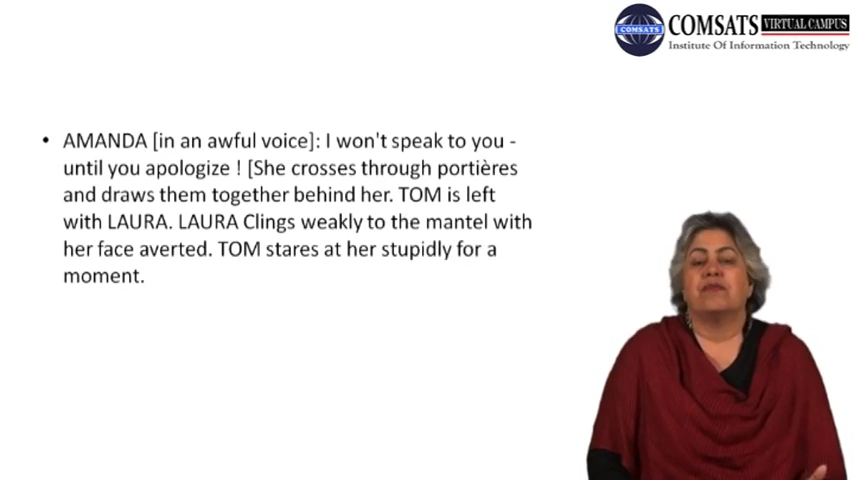 COMSATS VIRTUAL CAMPUS
COMSATS
Institute Of Information Technology
• AMANDA [in an awful voice]: I won't speak to you -
until you apologize ! [She crosses through portières
and draws them together behind her. TOM is left
with LAURA. LAURA Clings weakly to the mantel with
her face averted. TOM stares at her stupidly for a
moment.